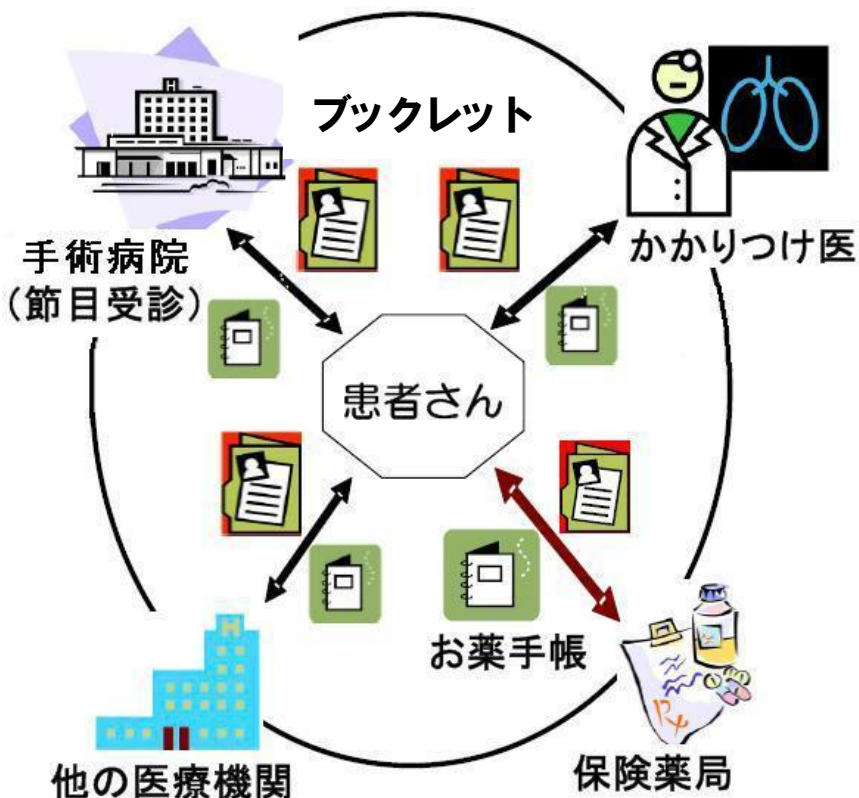 ブックレット
手術病院
（節目受診）
かかりつけ医
患者さん
お薬手帳
他の医療機関
保険薬局